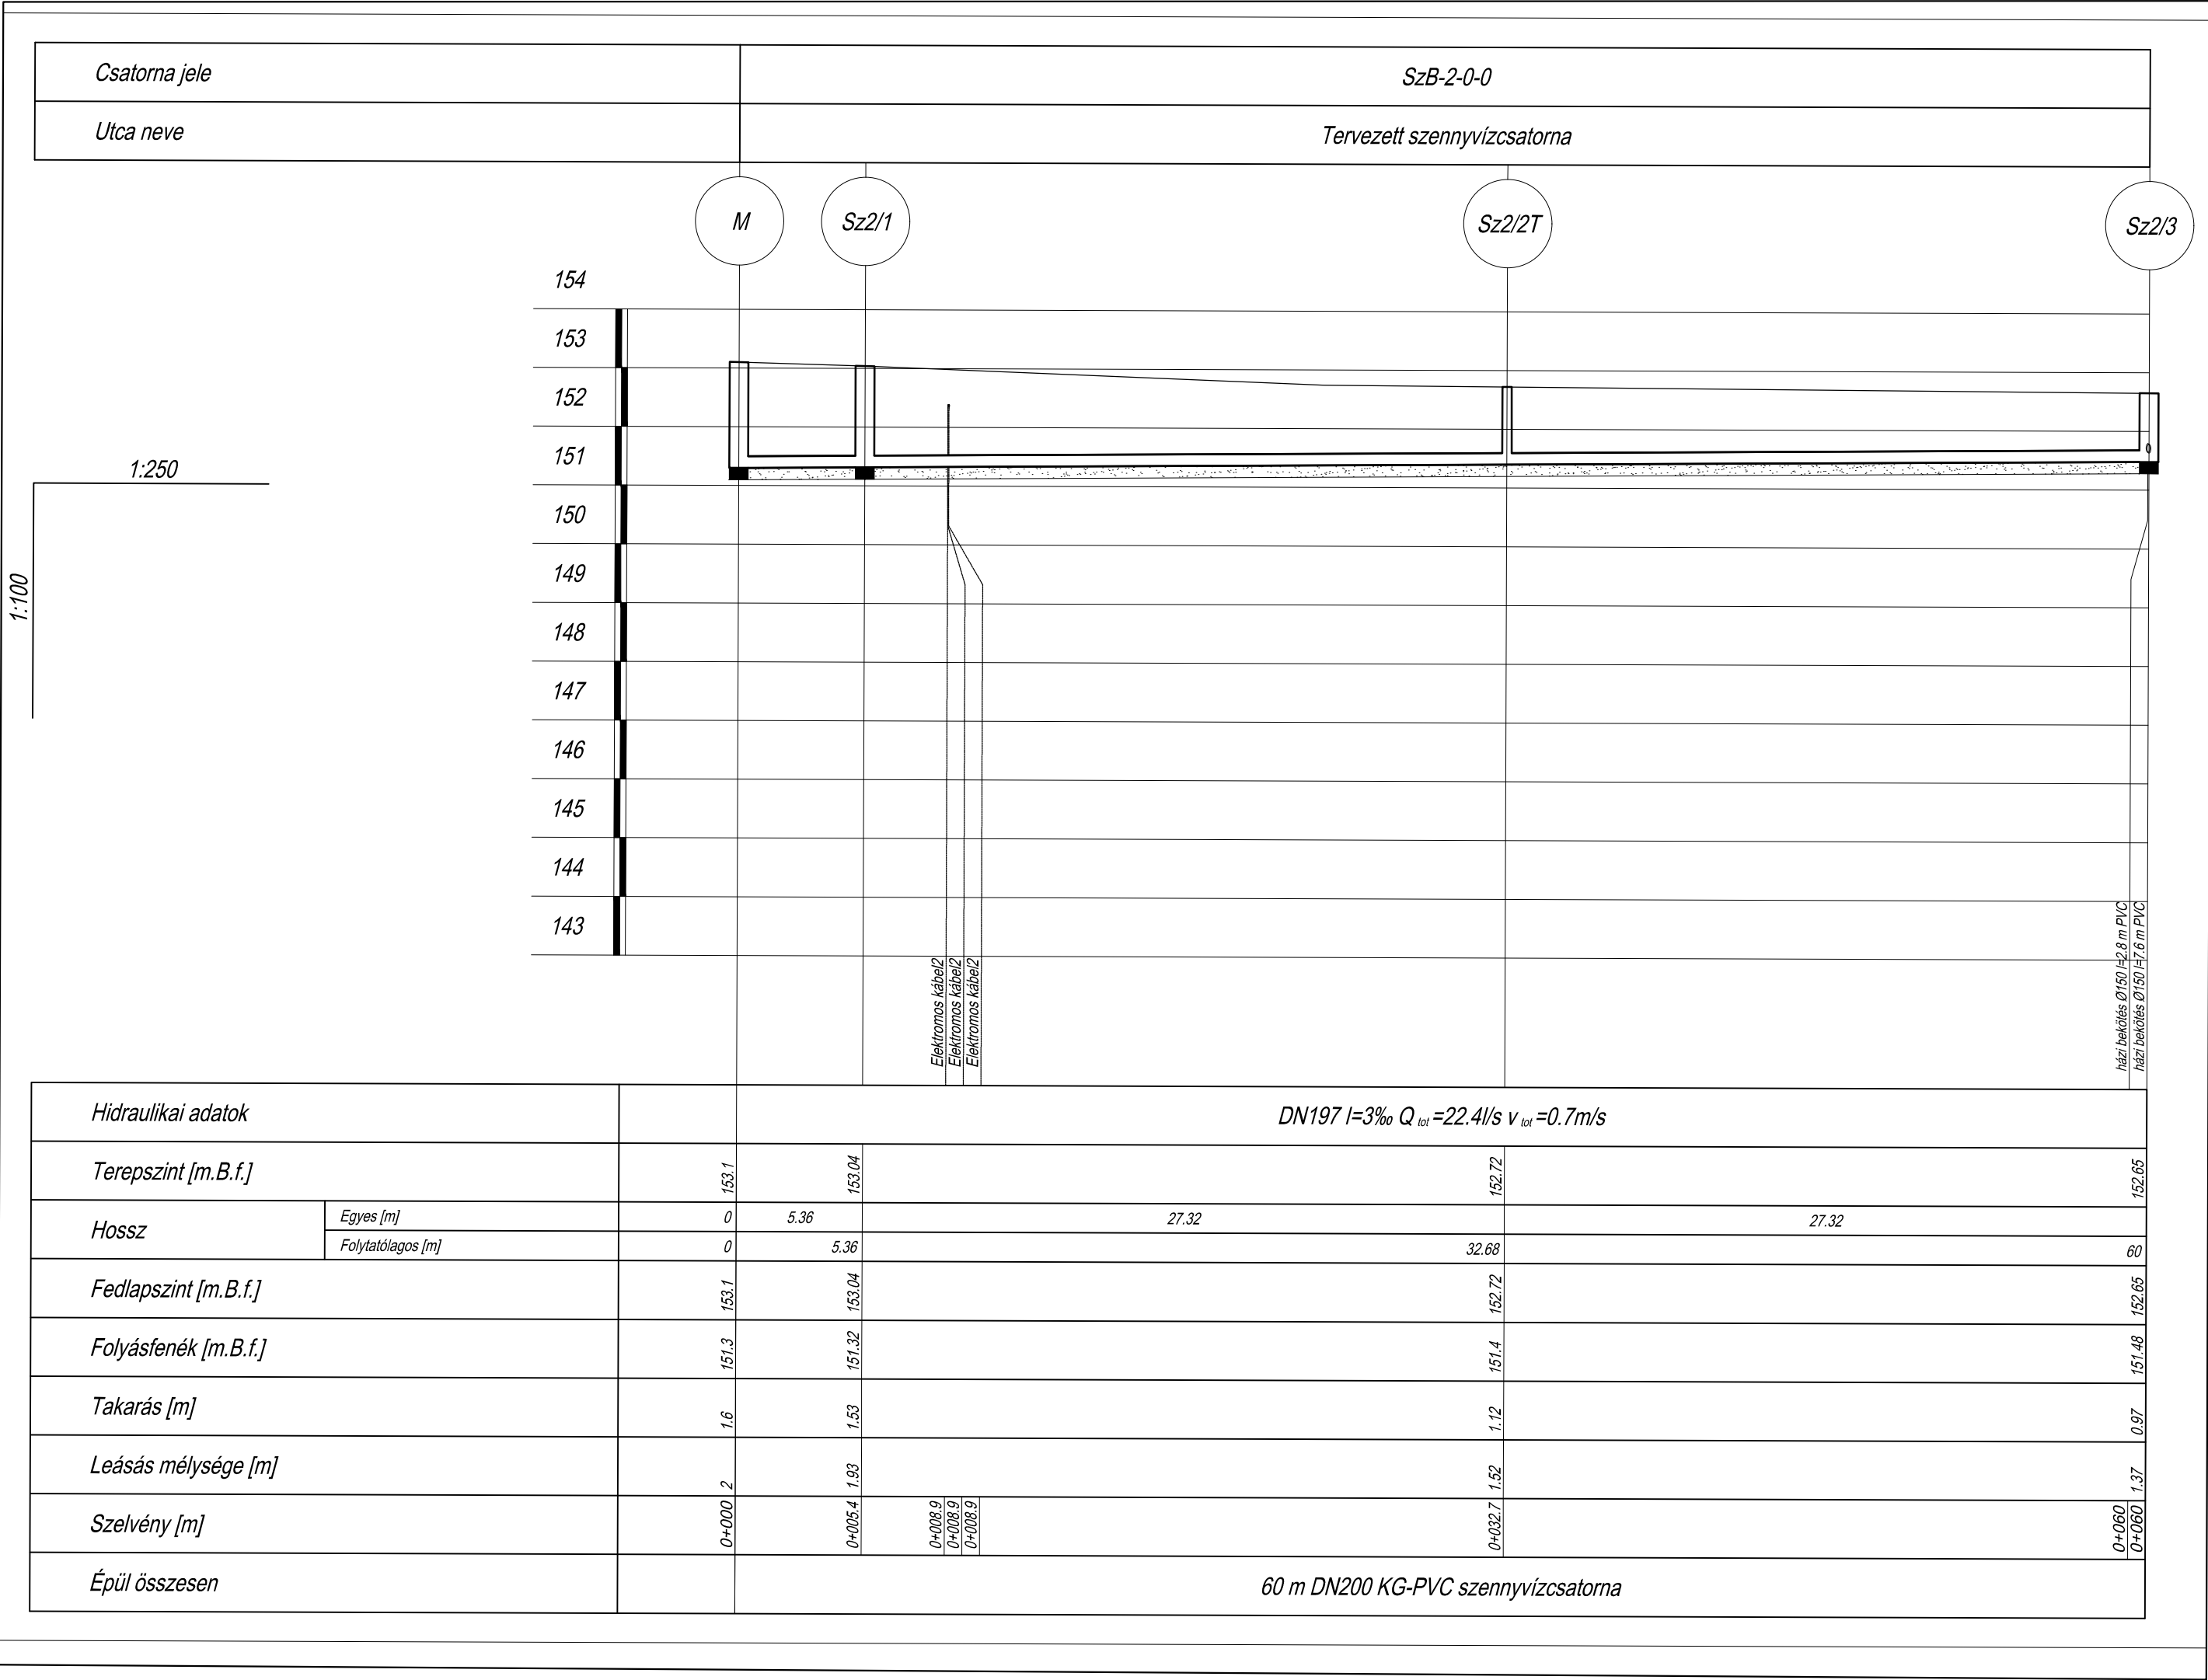 Csatorna jele
SzB-2-0-0
Utca neve
Tervezett szennyvízcsatorna
M
Sz2/1
Sz2/2T
Sz2/3
154
153
152
151
150
149
148
147
146
145
144
143
1:250
1:100
Elektromos kábel2
Elektromos kábel2
Elektromos kábel2
házi bekötés Ø150 l=2.8 m PVC
házi bekötés Ø150 l=7.6 m PVC
Hidraulikai adatok
DN197 I=3‰ Q tot =22.4l/s v tot =0.7m/s
Terepszint [m.B.f.]
153.1
153.04
152.72
152.65
Hossz
Egyes [m]
0
5.36
27.32
27.32
Folytatólagos [m]
0
5.36
32.68
60
Fedlapszint [m.B.f.]
153.1
153.04
152.72
152.65
Folyásfenék [m.B.f.]
151.3
151.32
151.4
151.48
Takarás [m]
1.6
1.53
1.12
0.97
Leásás mélysége [m]
2
1.93
1.52
1.37
Szelvény [m]
0+000
0+005.4
0+008.9
0+008.9
0+008.9
0+032.7
0+060
0+060
Épül összesen
60 m DN200 KG-PVC szennyvízcsatorna